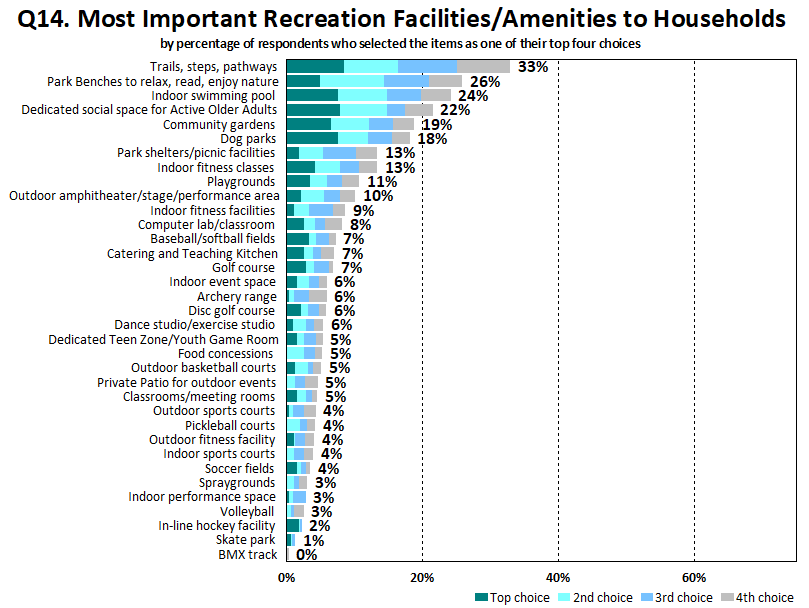 Q14. Most Important Recreation Facilities/Amenities to Households
by percentage of respondents who selected the items as one of their top four choices
Trails, steps, pathways 33%
Park Benches to relax, read, enjoy nature 26%
Indoor swimming pool 24%
Dedicated social space for Active Older Adults 22%
Community gardens 19%
Dog parks 18%
Park shelters/picnic facilities 13%
Indoor fitness classes 13%
Playgrounds 11%
Outdoor amphitheater/stage/performance area 10%
Indoor fitness facilities 9%
Computer lab/classroom 8%
Baseball/softball fields 7%
Catering and Teaching Kitchen 7%
Golf course 7%
Indoor event space 6%
Archery range 6%
Disc golf course 6%
Dance studio/exercise studio 6%
Dedicated Teen Zone/Youth Game Room 5%
Food concessions 5%
Outdoor basketball courts 5%
Private Patio for outdoor events 5%
Classrooms/meeting rooms 5%
Outdoor sports courts 4%
Pickleball courts 4%
Outdoor fitness facility 4%
Indoor sports courts 4%
Soccer fields 4%
Spraygrounds 3%
Indoor performance space 3%
Volleyball 3%
In-line hockey facility 2%
Skate park 1%
BMX track 0%
0% 20% 40% 60%
Top choice 2nd choice 3rd choice 4th choice